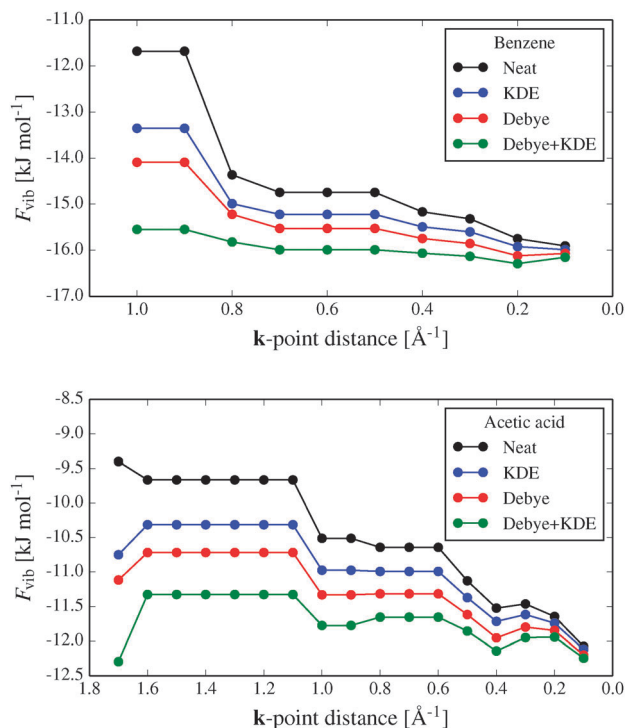 -11.0
-12.0
-13.0
-14.0
-15.0
-16.0
-17.0
F_vib [kJ mol⁻¹]
Benzene
Neat
KDE
Debye
Debye+KDE
1.0 0.8 0.6 0.4 0.2 0.0
k-point distance [Å⁻¹]
-8.5
-9.0
-9.5
-10.0
-10.5
-11.0
-11.5
-12.0
-12.5
F_vib [kJ mol⁻¹]
Acetic acid
Neat
KDE
Debye
Debye+KDE
1.8 1.6 1.4 1.2 1.0 0.8 0.6 0.4 0.2 0.0
k-point distance [Å⁻¹]